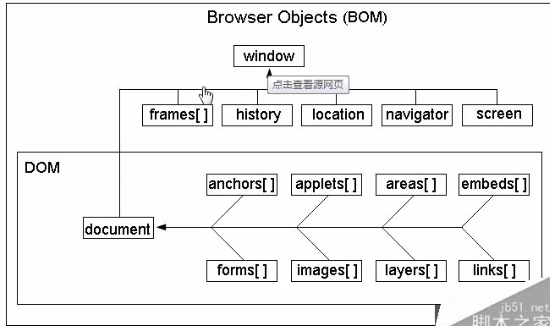 Browser Objects (BOM)
window
点击查看源网页
frames[ ]
history
location
navigator
screen
DOM
anchors[ ]
applets[ ]
areas[ ]
embeds[ ]
document
forms[ ]
images[ ]
layers[ ]
links[ ]
jb51.net
脚本之家